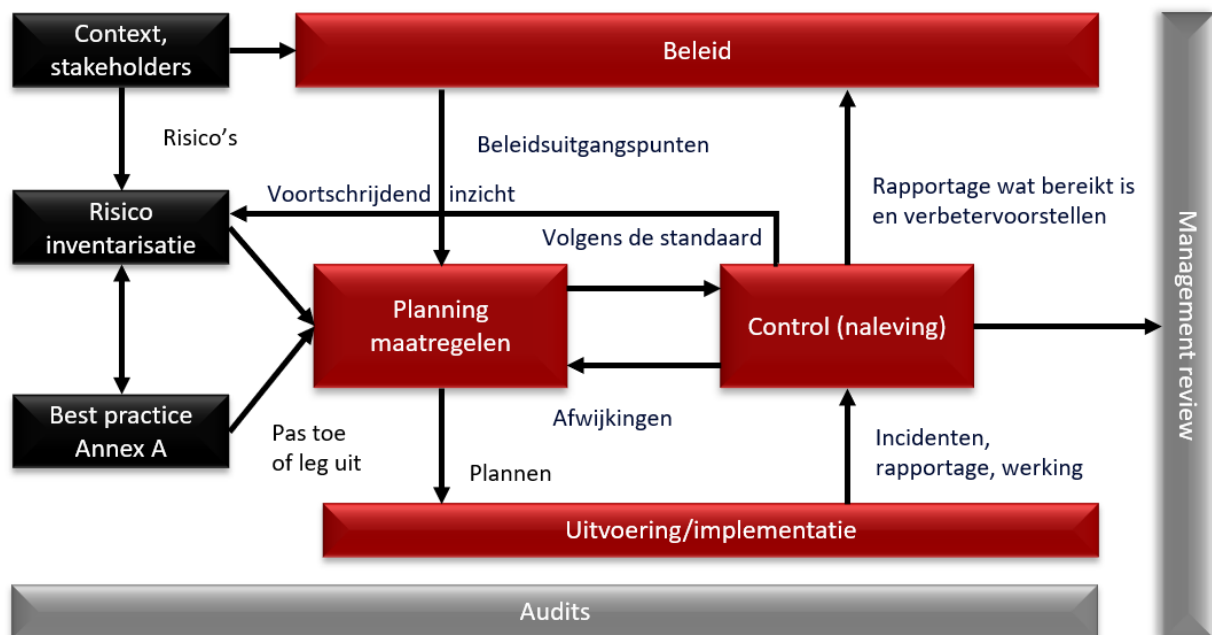 Context,
stakeholders
Beleid
Risico’s
Beleidsuitgangspunten
Voortschrijdend inzicht
Rapportage wat bereikt is
en verbetervoorstellen
Risico
inventarisatie
Volgens de standaard
Planning
maatregelen
Control (naleving)
Management review
Best practice
Annex A
Pas toe
of leg uit
Afwijkingen
Plannen
Incidenten,
rapportage, werking
Uitvoering/implementatie
Audits